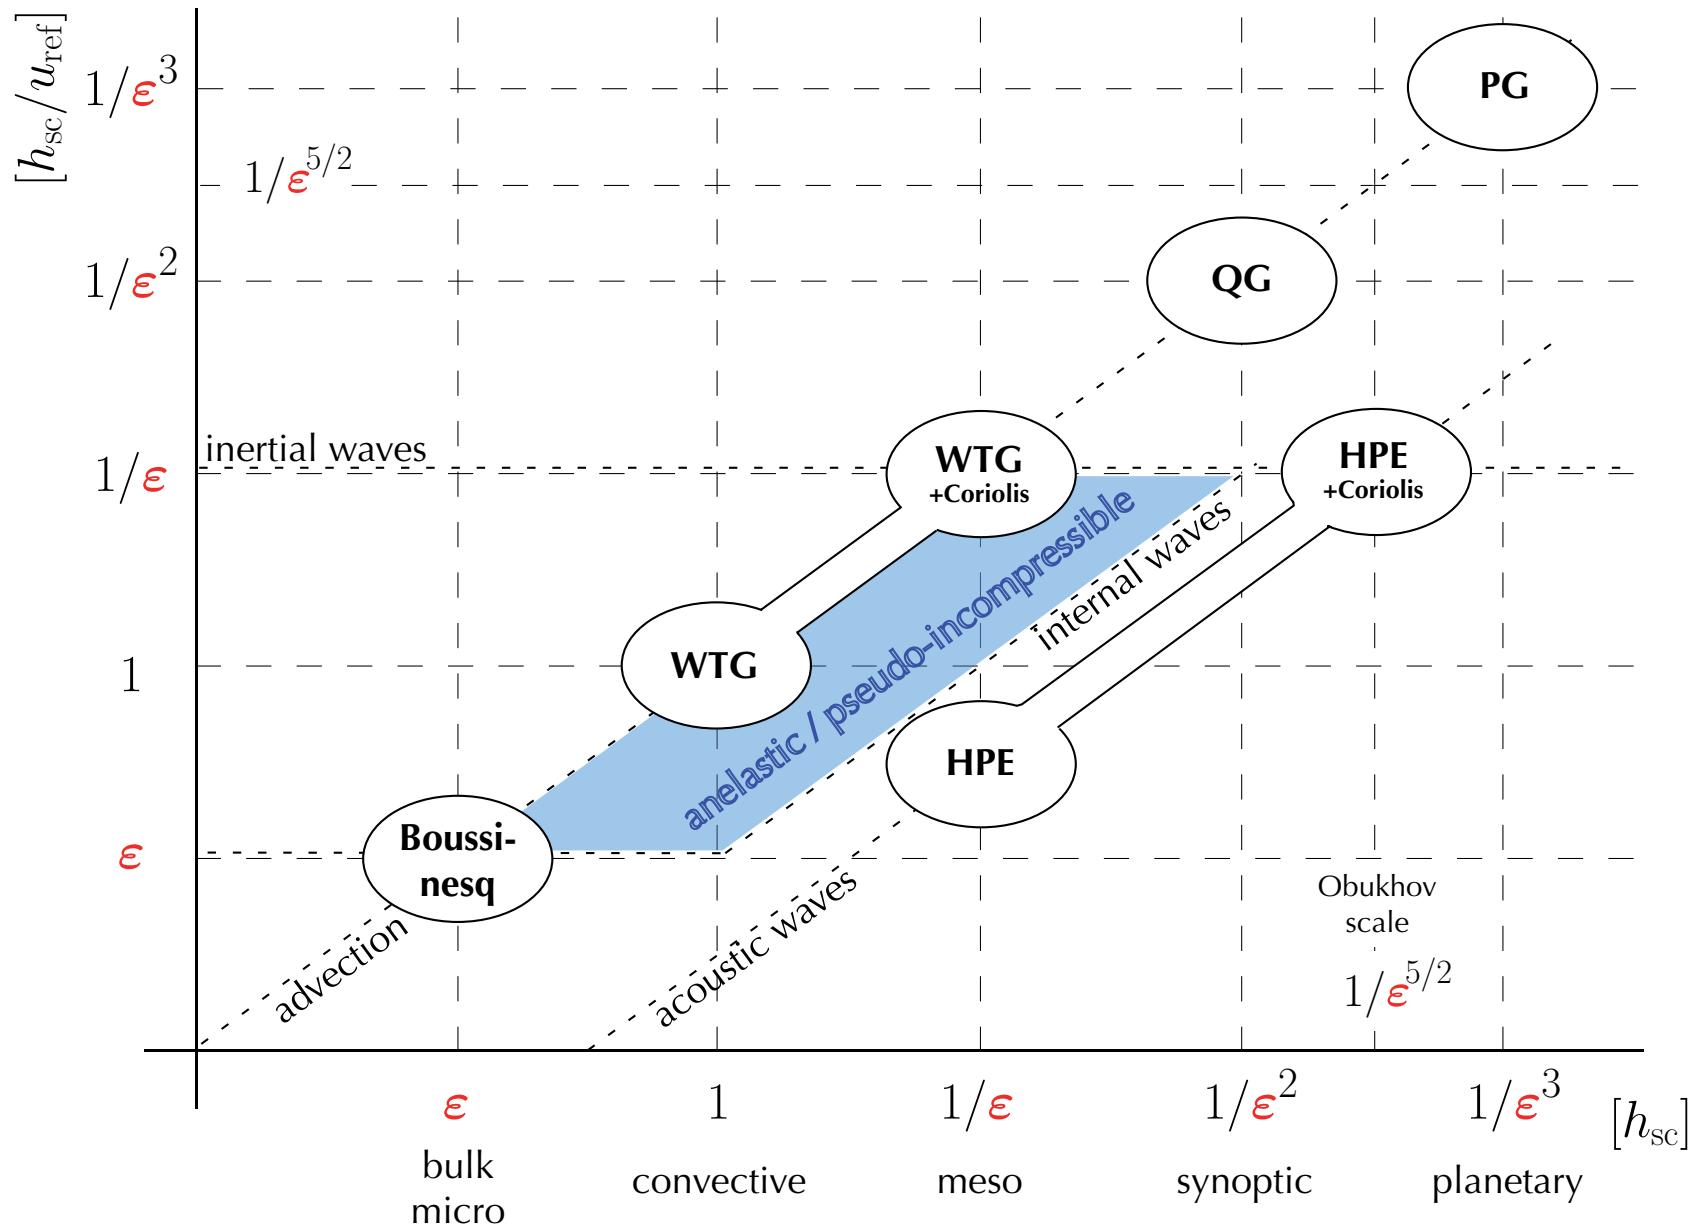 [h_sc/u_ref]
1/ε^3
PG
1/ε^{5/2}
1/ε^2
QG
inertial waves
1/ε
WTG
+Coriolis
HPE
+Coriolis
anelastic / pseudo-incompressible
internal waves
1
WTG
HPE
ε
Boussi-
nesq
advection
acoustic waves
Obukhov
scale
1/ε^{5/2}
ε
1
1/ε
1/ε^2
1/ε^3
[h_sc]
bulk
micro
convective
meso
synoptic
planetary